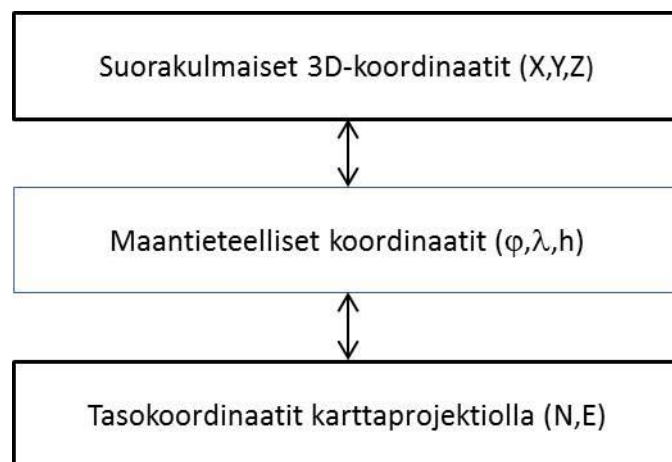 Suorakulmaiset 3D-koordinaatit (X,Y,Z)
Maantieteelliset koordinaatit (φ,λ,h)
Tasokoordinaatit karttaprojektiolla (N,E)